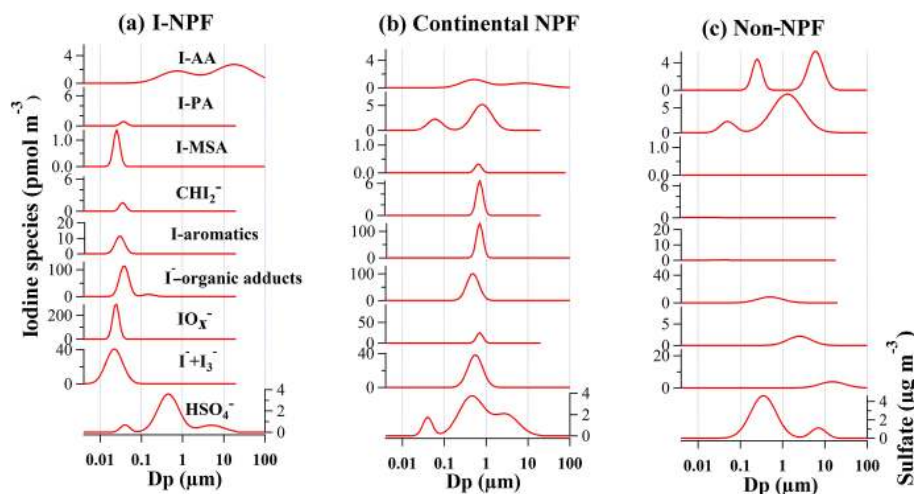 (a) I-NPF
(b) Continental NPF
(c) Non-NPF
Iodine species (pmol m⁻³)
I-AA
I-PA
I-MSA
CHI₂⁻
I-aromatics
I⁻-organic adducts
IOₓ⁻
I⁻+I₃⁻
HSO₄⁻
4
0
6
0
1.0
0.0
6
0
20
10
0
100
0
200
0
40
0
4
2
0
0.01 0.1 1 10 100
Dp (µm)
4
0
5
0
1.0
0.0
6
0
100
0
100
0
50
0
40
0
4
2
0
0.01 0.1 1 10 100
Dp (µm)
4
0
5
0
1.0
0.0
6
0
20
0
40
0
5
0
20
0
4
2
0
0.01 0.1 1 10 100
Dp (µm)
Sulfate (µg m⁻³)